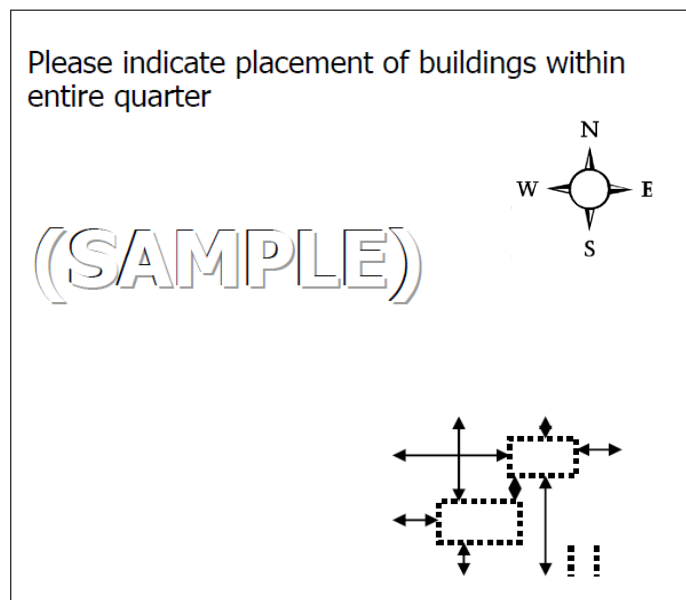 Please indicate placement of buildings within
entire quarter
N
W E
S
(SAMPLE)